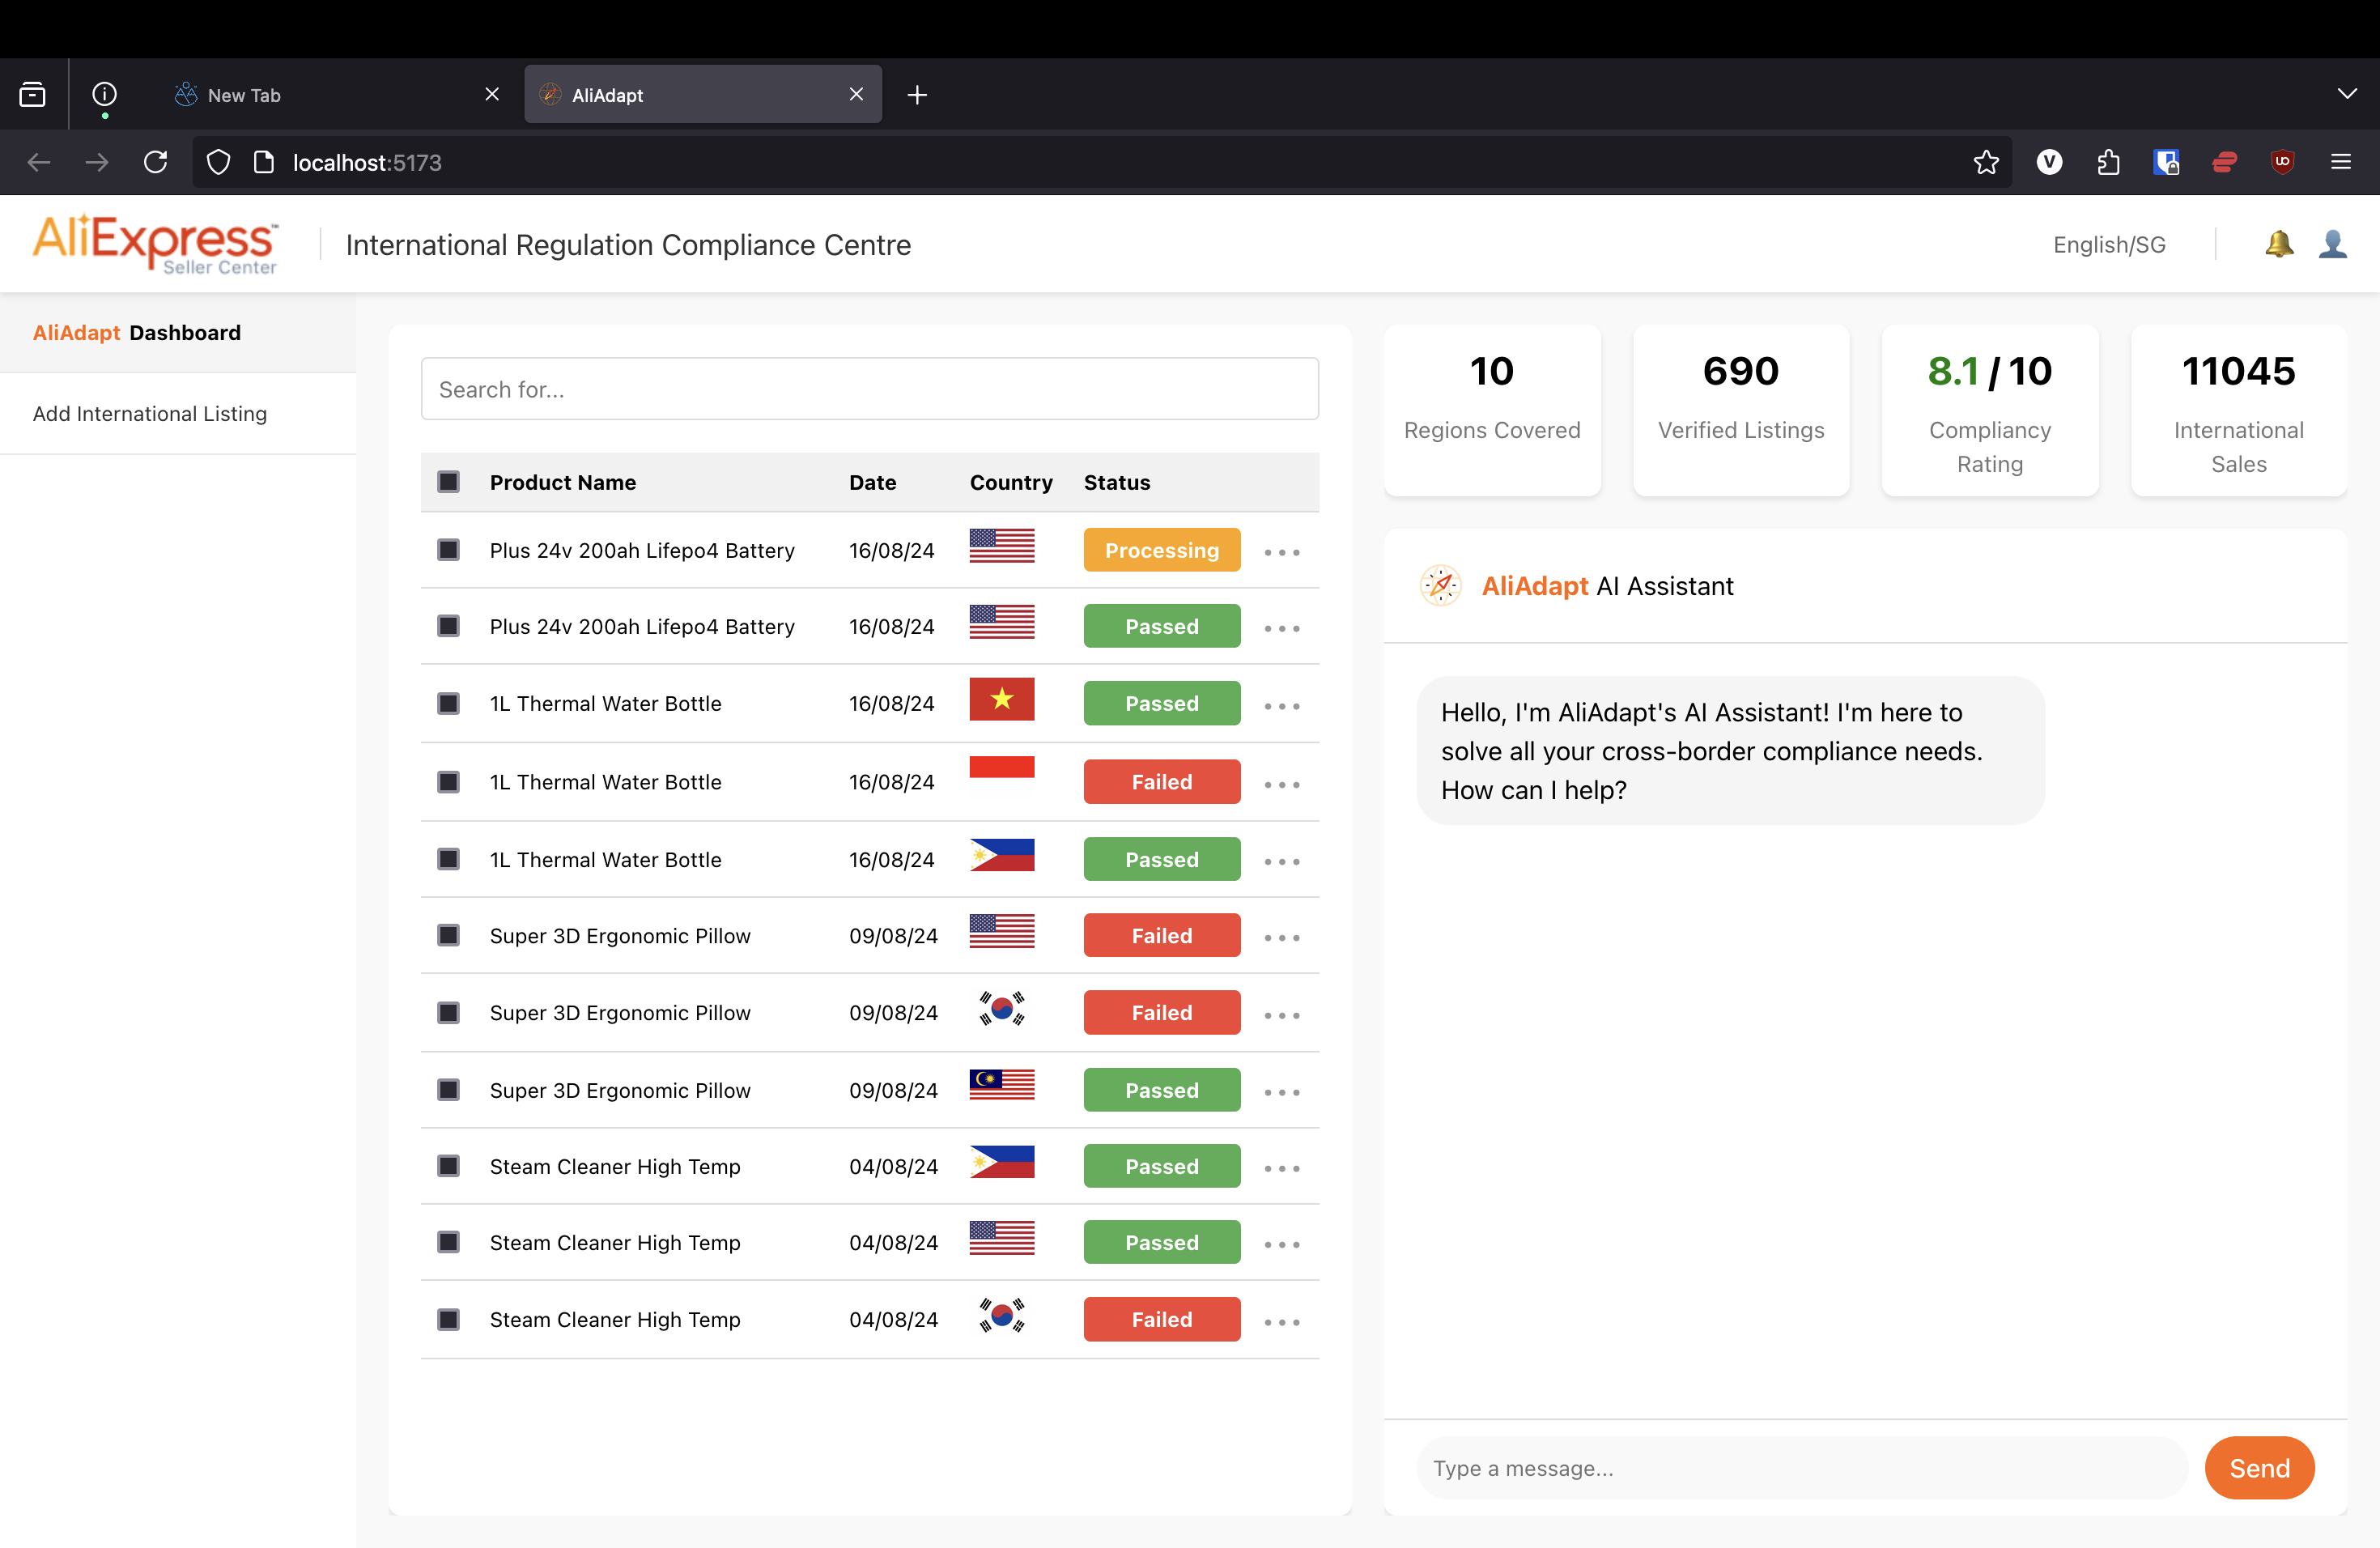 New Tab
AliAdapt
localhost:5173
AliExpress™
Seller Center
International Regulation Compliance Centre
English/SG
AliAdapt Dashboard
Add International Listing
Search for...
Product Name Date Country Status
Plus 24v 200ah Lifepo4 Battery 16/08/24 Processing
Plus 24v 200ah Lifepo4 Battery 16/08/24 Passed
1L Thermal Water Bottle 16/08/24 Passed
1L Thermal Water Bottle 16/08/24 Failed
1L Thermal Water Bottle 16/08/24 Passed
Super 3D Ergonomic Pillow 09/08/24 Failed
Super 3D Ergonomic Pillow 09/08/24 Failed
Super 3D Ergonomic Pillow 09/08/24 Passed
Steam Cleaner High Temp 04/08/24 Passed
Steam Cleaner High Temp 04/08/24 Passed
Steam Cleaner High Temp 04/08/24 Failed
10
Regions Covered
690
Verified Listings
8.1 / 10
Compliancy
Rating
11045
International
Sales
AliAdapt AI Assistant
Hello, I'm AliAdapt's AI Assistant! I'm here to
solve all your cross-border compliance needs.
How can I help?
Type a message...
Send